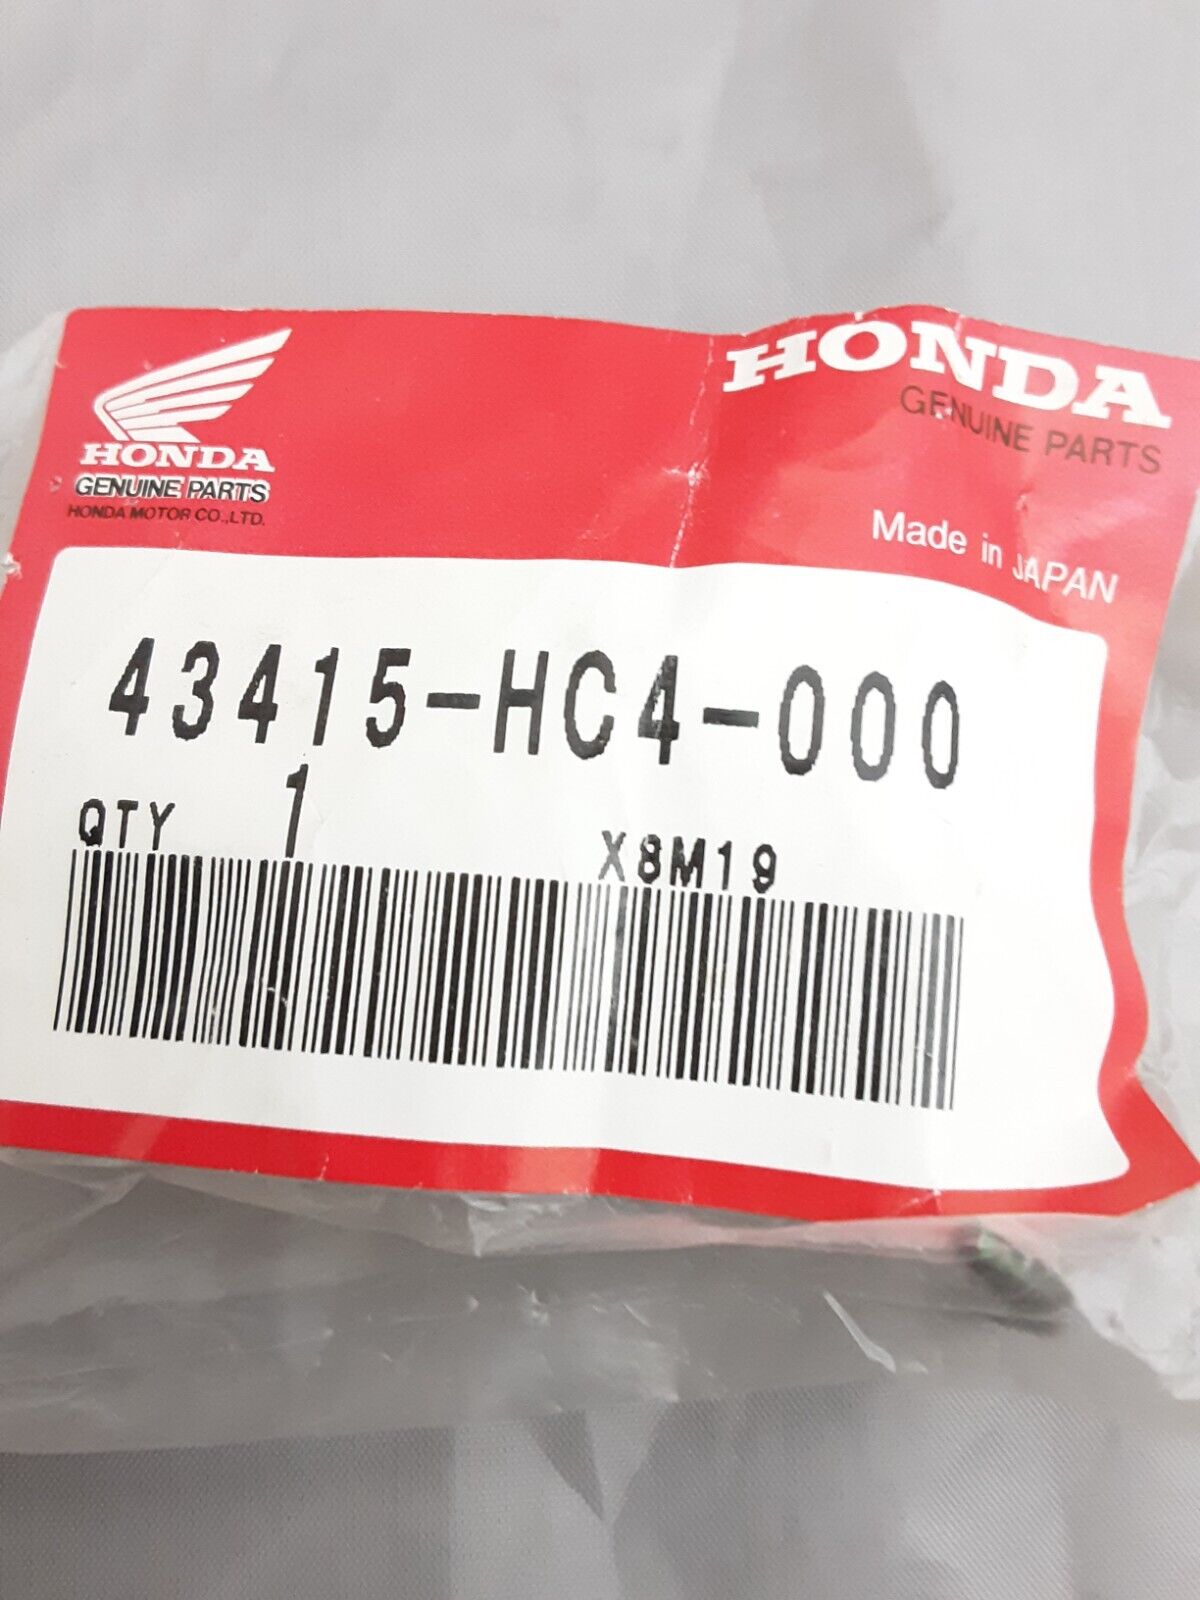 HONDA
GENUINE PARTS
HONDA MOTOR CO.,LTD.
HONDA
GENUINE PARTS
Made in JAPAN
43415-HC4-000
QTY 1
X8M19